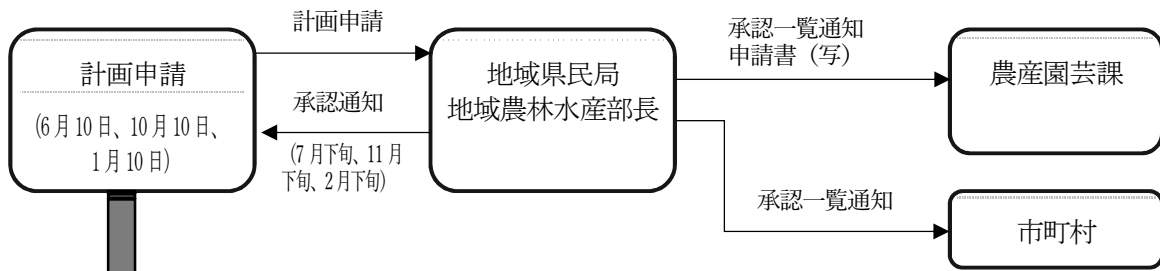 計画申請
(6月10日、10月10日、
1月10日)
計画申請
承認通知
(7月下旬、11月
下旬、2月下旬)
地域県民局
地域農林水産部長
承認一覧通知
申請書（写）
農産園芸課
承認一覧通知
市町村